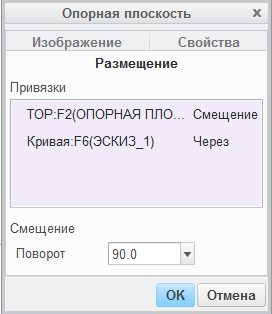 Опорная плоскость
Изображение Свойства
Размещение
Привязки
TOP:F2(ОПОРНАЯ ПЛО... Смещение
Кривая:F6(ЭСКИЗ_1) Через
Смещение
Поворот 90.0
OK Отмена